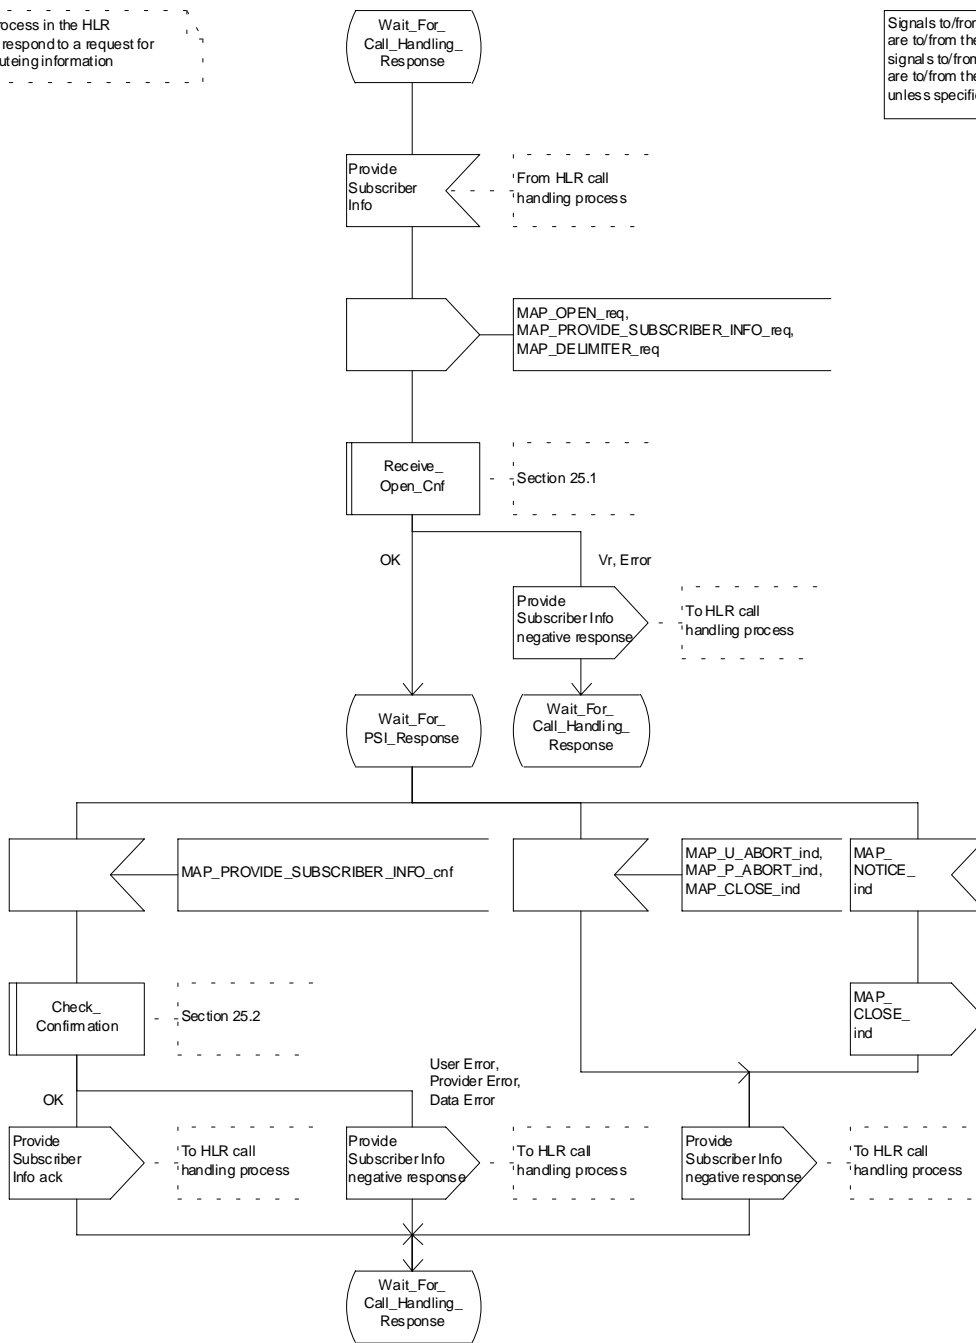 rocess in the HLR
respond to a request for
uteing information
Wait_For_
Call_Handling_
Response
Signals to/from
are to/from the
signals to/from
are to/from the
unless specifie
Provide
Subscriber
Info
From HLR call
handling process
MAP_OPEN_req,
MAP_PROVIDE_SUBSCRIBER_INFO_req,
MAP_DELIMITER_req
Receive_
Open_Cnf
Section 25.1
OK
Vr, Error
Provide
Subscriber Info
negative response
To HLR call
handling process
Wait_For_
PSI_Response
Wait_For_
Call_Handling_
Response
MAP_PROVIDE_SUBSCRIBER_INFO_cnf
MAP_U_ABORT_ind,
MAP_P_ABORT_ind,
MAP_CLOSE_ind
MAP_
NOTICE_
ind
Check_
Confirmation
Section 25.2
MAP_
CLOSE_
ind
OK
User Error,
Provider Error,
Data Error
Provide
Subscriber
Info ack
To HLR call
handling process
Provide
Subscriber Info
negative response
To HLR call
handling process
Provide
Subscriber Info
negative response
To HLR call
handling process
Wait_For_
Call_Handling_
Response